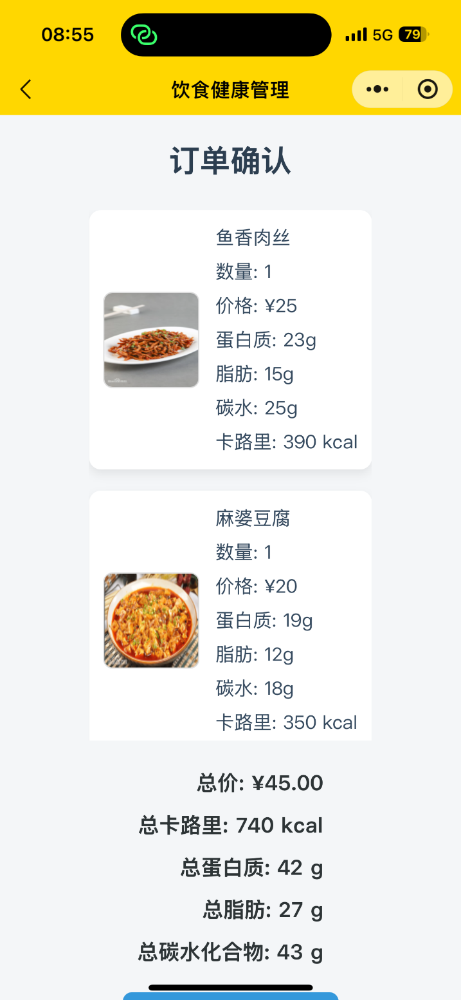 08:55
5G
79
饮食健康管理
订单确认
鱼香肉丝
数量: 1
价格: ¥25
蛋白质: 23g
脂肪: 15g
碳水: 25g
卡路里: 390 kcal
麻婆豆腐
数量: 1
价格: ¥20
蛋白质: 19g
脂肪: 12g
碳水: 18g
卡路里: 350 kcal
总价: ¥45.00
总卡路里: 740 kcal
总蛋白质: 42 g
总脂肪: 27 g
总碳水化合物: 43 g